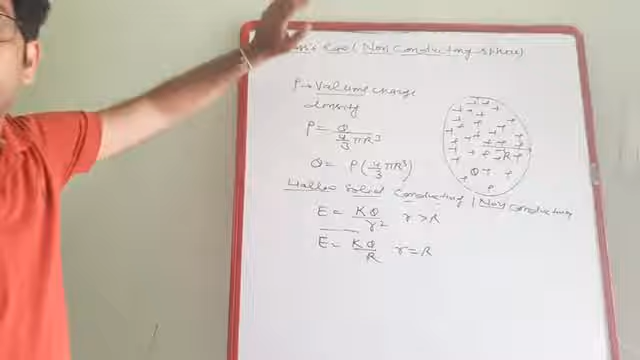 (Non Conducting sphere)
ρ → Volume charge
density
ρ = Q / (4/3 πR³)
Q = ρ (4/3 πR³)
R
Q
Hallow Solid Conducting / Non conducting
E = KQ / r² r > R
E = KQ / R r = R